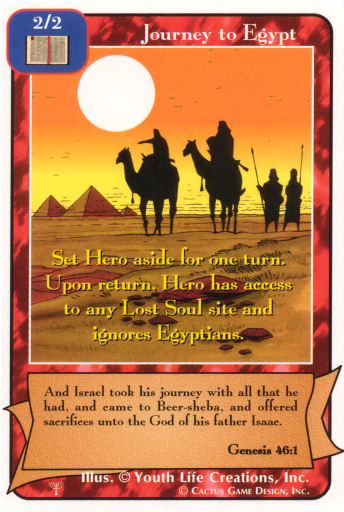 2/2
Journey to Egypt
Set Hero aside for one turn.
Upon return, Hero has access
to any Lost Soul site and
ignores Egyptians.
And Israel took his journey with all that he
had, and came to Beer-sheba, and offered
sacrifices unto the God of his father Isaac.
Genesis 46:1
Illus. © Youth Life Creations, Inc.
© Cactus Game Design, Inc.